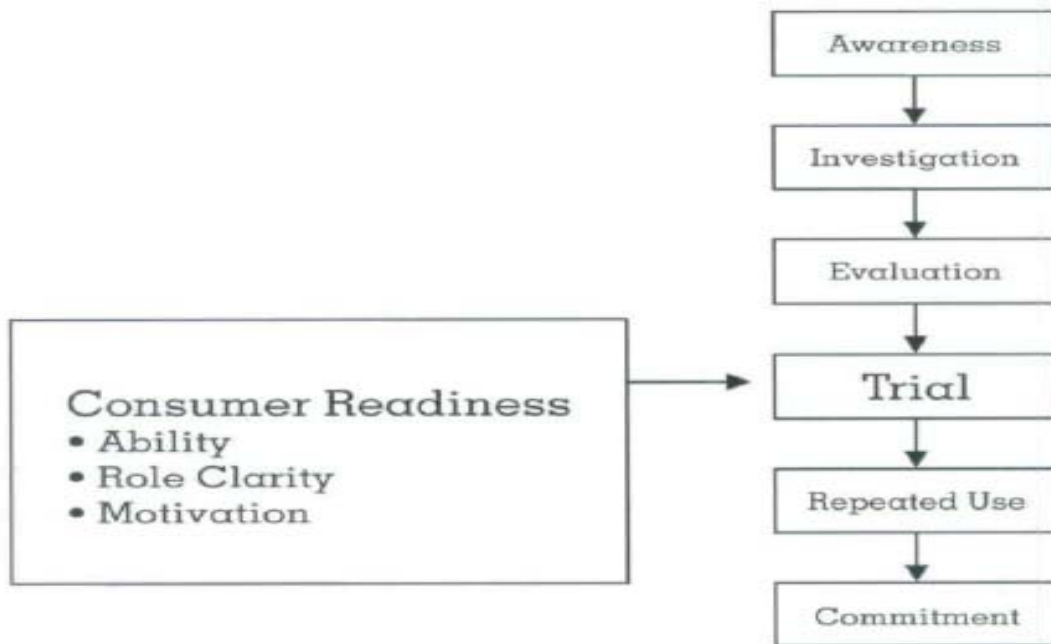 Awareness
Investigation
Evaluation
Trial
Repeated Use
Commitment
Consumer Readiness
• Ability
• Role Clarity
• Motivation